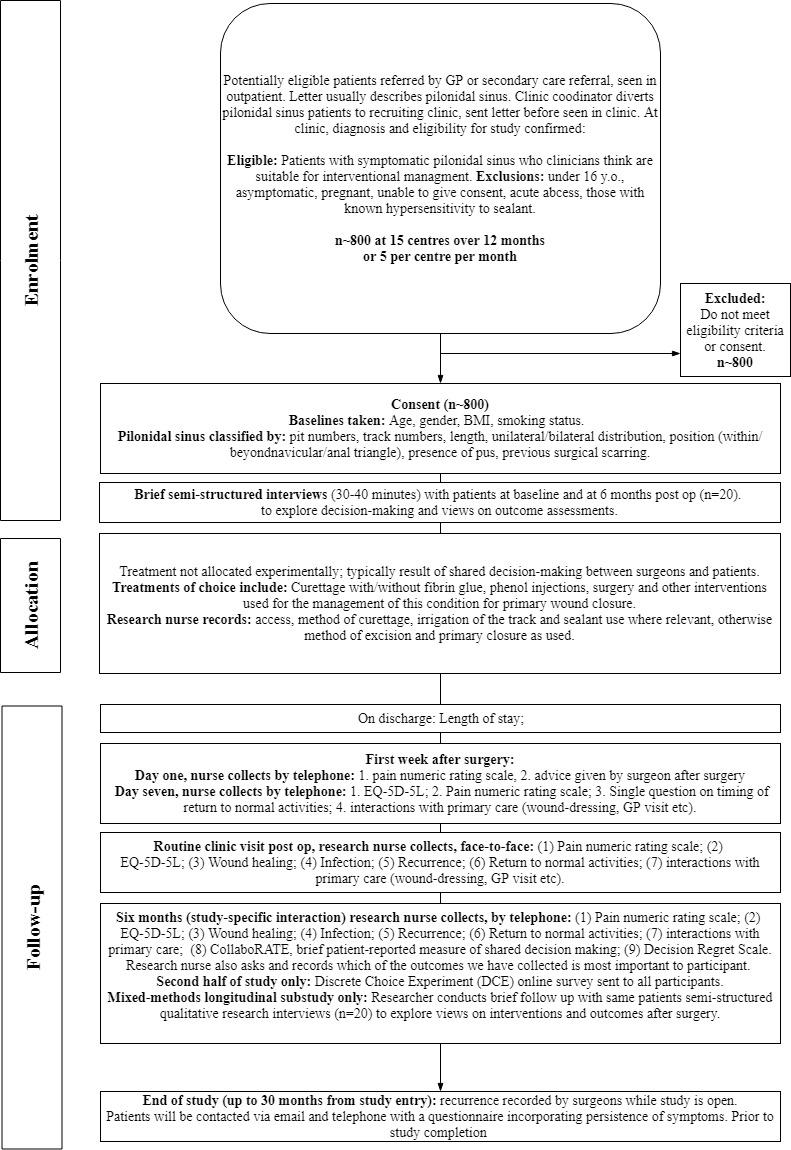 Enrolment
Potentially eligible patients referred by GP or secondary care referral, seen in
outpatient. Letter usually describes pilonidal sinus. Clinic coodinator diverts
pilonidal sinus patients to recruiting clinic, sent letter before seen in clinic. At
clinic, diagnosis and eligibility for study confirmed:
Eligible: Patients with symptomatic pilonidal sinus who clinicians think are
suitable for interventional managment. Exclusions: under 16 y.o.,
asymptomatic, pregnant, unable to give consent, acute abcess, those with
known hypersensitivity to sealant.
n~800 at 15 centres over 12 months
or 5 per centre per month
Excluded:
Do not meet
eligibility criteria
or consent.
n~800
Consent (n~800)
Baselines taken: Age, gender, BMI, smoking status.
Pilonidal sinus classified by: pit numbers, track numbers, length, unilateral/bilateral distribution, position (within/
beyondnavicular/anal triangle), presence of pus, previous surgical scarring.
Brief semi-structured interviews (30-40 minutes) with patients at baseline and at 6 months post op (n=20).
to explore decision-making and views on outcome assessments.
Allocation
Treatment not allocated experimentally; typically result of shared decision-making between surgeons and patients.
Treatments of choice include: Curettage with/without fibrin glue, phenol injections, surgery and other interventions
used for the management of this condition for primary wound closure.
Research nurse records: access, method of curettage, irrigation of the track and sealant use where relevant, otherwise
method of excision and primary closure as used.
Follow-up
On discharge: Length of stay;
First week after surgery:
Day one, nurse collects by telephone: 1. pain numeric rating scale, 2. advice given by surgeon after surgery
Day seven, nurse collects by telephone: 1. EQ-5D-5L; 2. Pain numeric rating scale; 3. Single question on timing of
return to normal activities; 4. interactions with primary care (wound-dressing, GP visit etc).
Routine clinic visit post op, research nurse collects, face-to-face: (1) Pain numeric rating scale; (2)
EQ-5D-5L; (3) Wound healing; (4) Infection; (5) Recurrence; (6) Return to normal activities; (7) interactions with
primary care (wound-dressing, GP visit etc).
Six months (study-specific interaction) research nurse collects, by telephone: (1) Pain numeric rating scale; (2)
EQ-5D-5L; (3) Wound healing; (4) Infection; (5) Recurrence; (6) Return to normal activities; (7) interactions with
primary care; (8) CollaboRATE, brief patient-reported measure of shared decision making; (9) Decision Regret Scale.
Research nurse also asks and records which of the outcomes we have collected is most important to participant.
Second half of study only: Discrete Choice Experiment (DCE) online survey sent to all participants.
Mixed-methods longitudinal substudy only: Researcher conducts brief follow up with same patients semi-structured
qualitative research interviews (n=20) to explore views on interventions and outcomes after surgery.
End of study (up to 30 months from study entry): recurrence recorded by surgeons while study is open.
Patients will be contacted via email and telephone with a questionnaire incorporating persistence of symptoms. Prior to
study completion